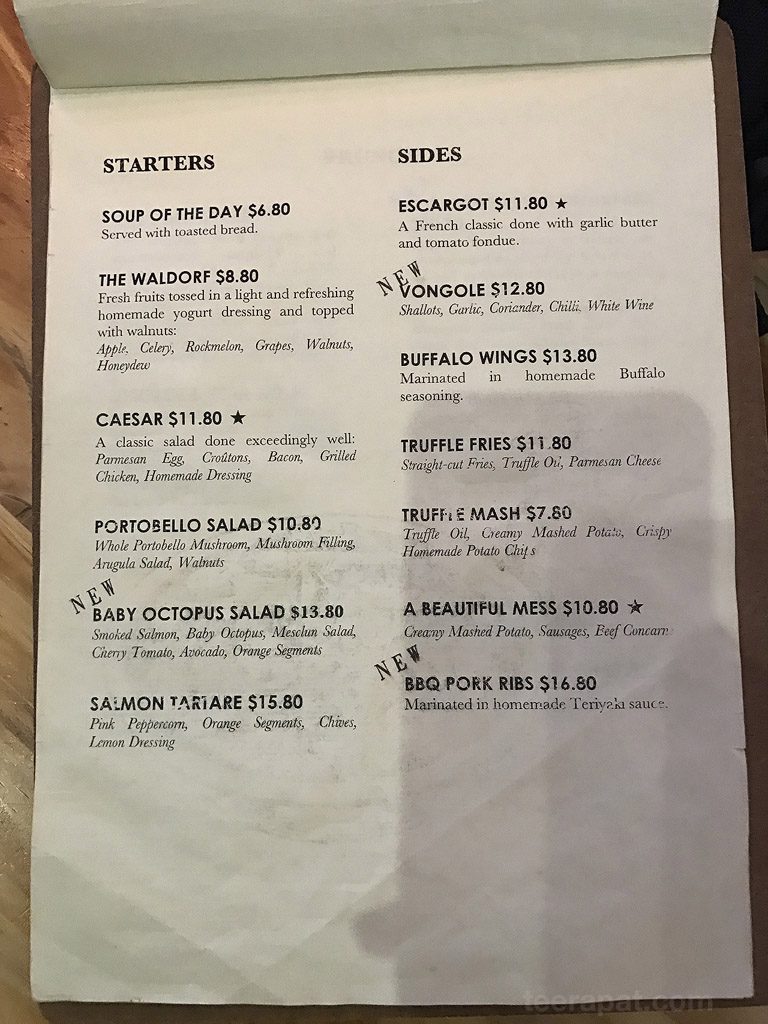 STARTERS
SOUP OF THE DAY $6.80
Served with toasted bread.
THE WALDORF $8.80
Fresh fruits tossed in a light and refreshing
homemade yogurt dressing and topped
with walnuts:
Apple, Celery, Rockmelon, Grapes, Walnuts,
Honeydew
CAESAR $11.80 ★
A classic salad done exceedingly well:
Parmesan Egg, Croûtons, Bacon, Grilled
Chicken, Homemade Dressing
PORTOBELLO SALAD $10.80
Whole Portobello Mushroom, Mushroom Filling,
Arugula Salad, Walnuts
NEW
BABY OCTOPUS SALAD $13.80
Smoked Salmon, Baby Octopus, Mesclun Salad,
Cherry Tomato, Avocado, Orange Segments
SALMON TARTARE $15.80
Pink Peppercorn, Orange Segments, Chives,
Lemon Dressing
SIDES
ESCARGOT $11.80 ★
A French classic done with garlic butter
and tomato fondue.
NEW
VONGOLE $12.80
Shallots, Garlic, Coriander, Chilli, White Wine
BUFFALO WINGS $13.80
Marinated in homemade Buffalo
seasoning.
TRUFFLE FRIES $11.80
Straight-cut Fries, Truffle Oil, Parmesan Cheese
TRUFFLE MASH $7.80
Truffle Oil, Creamy Mashed Potato, Crispy
Homemade Potato Chips
A BEAUTIFUL MESS $10.80 ★
Creamy Mashed Potato, Sausages, Beef Concarn
NEW
BBQ PORK RIBS $16.80
Marinated in homemade Teriyaki sauce.
teerapat.com